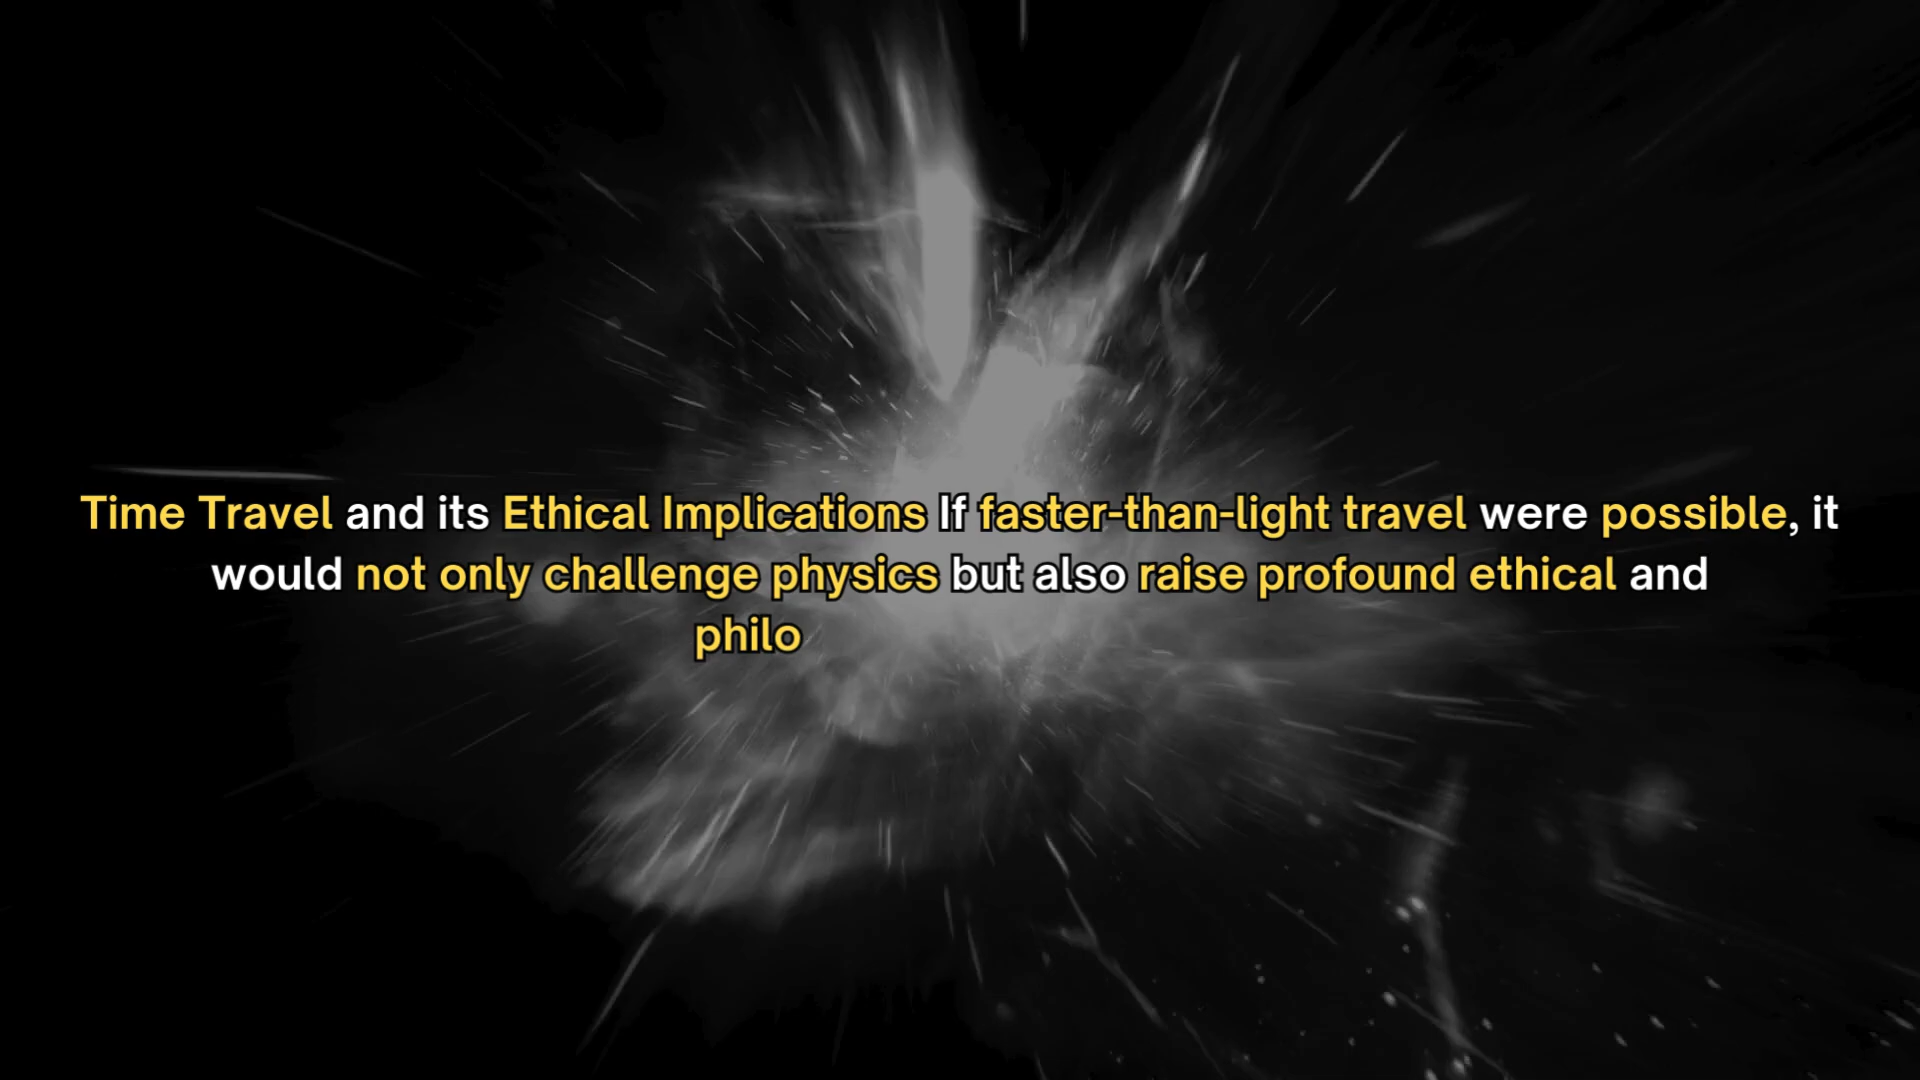 Time Travel and its Ethical Implications If faster-than-light travel were possible, it
would not only challenge physics but also raise profound ethical and
philo